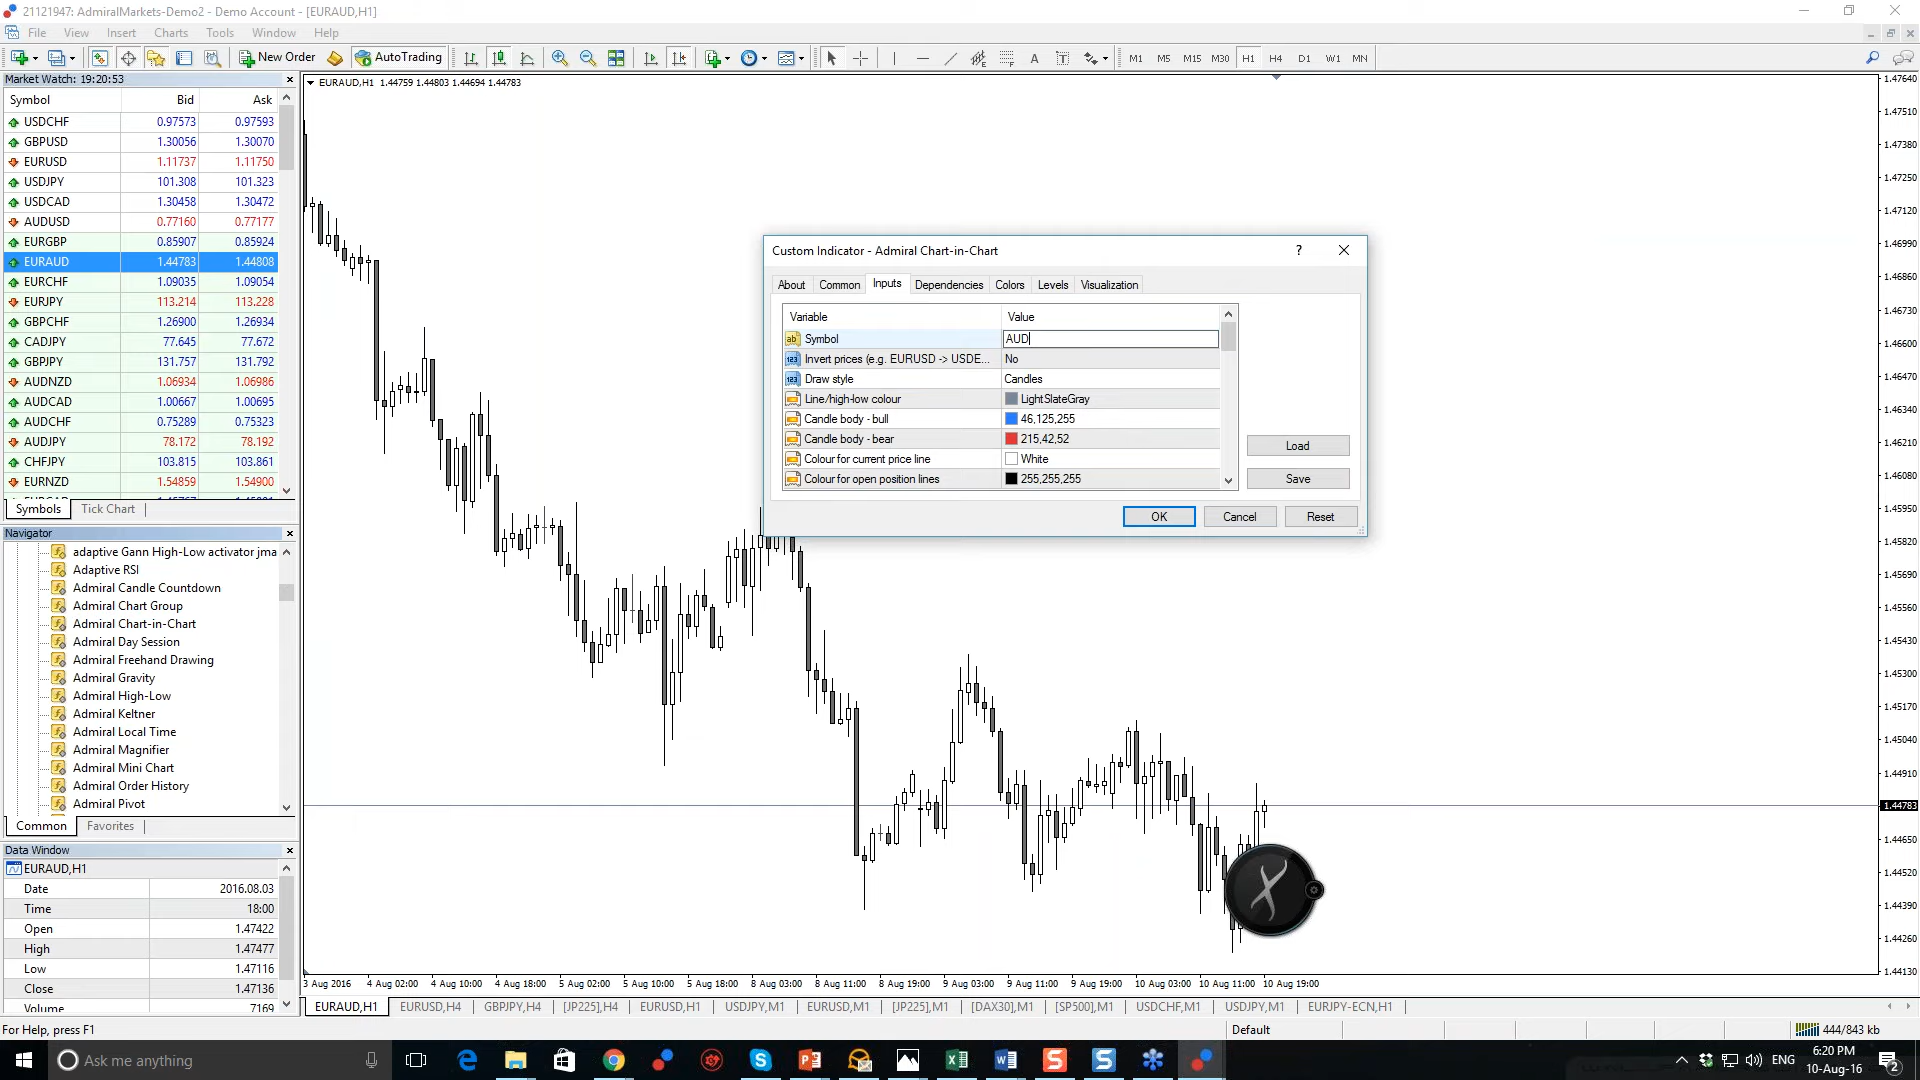 21121947: AdmiralMarkets-Demo2 - Demo Account - [EURAUD,H1]
File View Insert Charts Tools Window Help
New Order AutoTrading A T M1 M5 M15 M30 H1 H4 D1 W1 MN
Market Watch: 19:20:53
Symbol Bid Ask
USDCHF 0.97573 0.97593
GBPUSD 1.30056 1.30070
EURUSD 1.11737 1.11750
USDJPY 101.308 101.323
USDCAD 1.30458 1.30472
AUDUSD 0.77160 0.77177
EURGBP 0.85907 0.85924
EURAUD 1.44783 1.44808
EURCHF 1.09035 1.09054
EURJPY 113.214 113.228
GBPCHF 1.26900 1.26934
CADJPY 77.645 77.672
GBPJPY 131.757 131.792
AUDNZD 1.06934 1.06986
AUDCAD 1.00667 1.00695
AUDCHF 0.75289 0.75323
AUDJPY 78.172 78.192
CHFJPY 103.815 103.861
EURNZD 1.54859 1.54900
Symbols Tick Chart
Navigator
adaptive Gann High-Low activator jma
Adaptive RSI
Admiral Candle Countdown
Admiral Chart Group
Admiral Chart-in-Chart
Admiral Day Session
Admiral Freehand Drawing
Admiral Gravity
Admiral High-Low
Admiral Keltner
Admiral Local Time
Admiral Magnifier
Admiral Mini Chart
Admiral Order History
Admiral Pivot
Common Favorites
Data Window
EURAUD,H1
Date 2016.08.03
Time 18:00
Open 1.47422
High 1.47477
Low 1.47116
Close 1.47136
Volume 7169
EURAUD,H1 1.44759 1.44803 1.44694 1.44783
Custom Indicator - Admiral Chart-in-Chart ?
About Common Inputs Dependencies Colors Levels Visualization
Variable Value
ab Symbol AUD
123 Invert prices (e.g. EURUSD -> USDE... No
123 Draw style Candles
Line/high-low colour LightSlateGray
Candle body - bull 46,125,255
Candle body - bear 215,42,52
Colour for current price line White
Colour for open position lines 255,255,255
Load
Save
OK Cancel Reset
1.47640
1.47510
1.47380
1.47250
1.47120
1.46990
1.46860
1.46730
1.46600
1.46470
1.46340
1.46210
1.46080
1.45950
1.45820
1.45690
1.45560
1.45430
1.45300
1.45170
1.45040
1.44910
1.44783
1.44650
1.44520
1.44390
1.44260
1.44130
3 Aug 2016 4 Aug 02:00 4 Aug 10:00 4 Aug 18:00 5 Aug 02:00 5 Aug 10:00 5 Aug 18:00 8 Aug 03:00 8 Aug 11:00 8 Aug 19:00 9 Aug 03:00 9 Aug 11:00 9 Aug 19:00 10 Aug 03:00 10 Aug 11:00 10 Aug 19:00
EURAUD,H1 EURUSD,H4 GBPJPY,H4 [JP225],H4 EURUSD,H1 USDJPY,M1 EURUSD,M1 [JP225],M1 [DAX30],M1 [SP500],M1 USDCHF,M1 USDJPY,M1 EURJPY-ECN,H1
For Help, press F1 Default 444/843 kb
Ask me anything ENG 6:20 PM
10-Aug-16 2